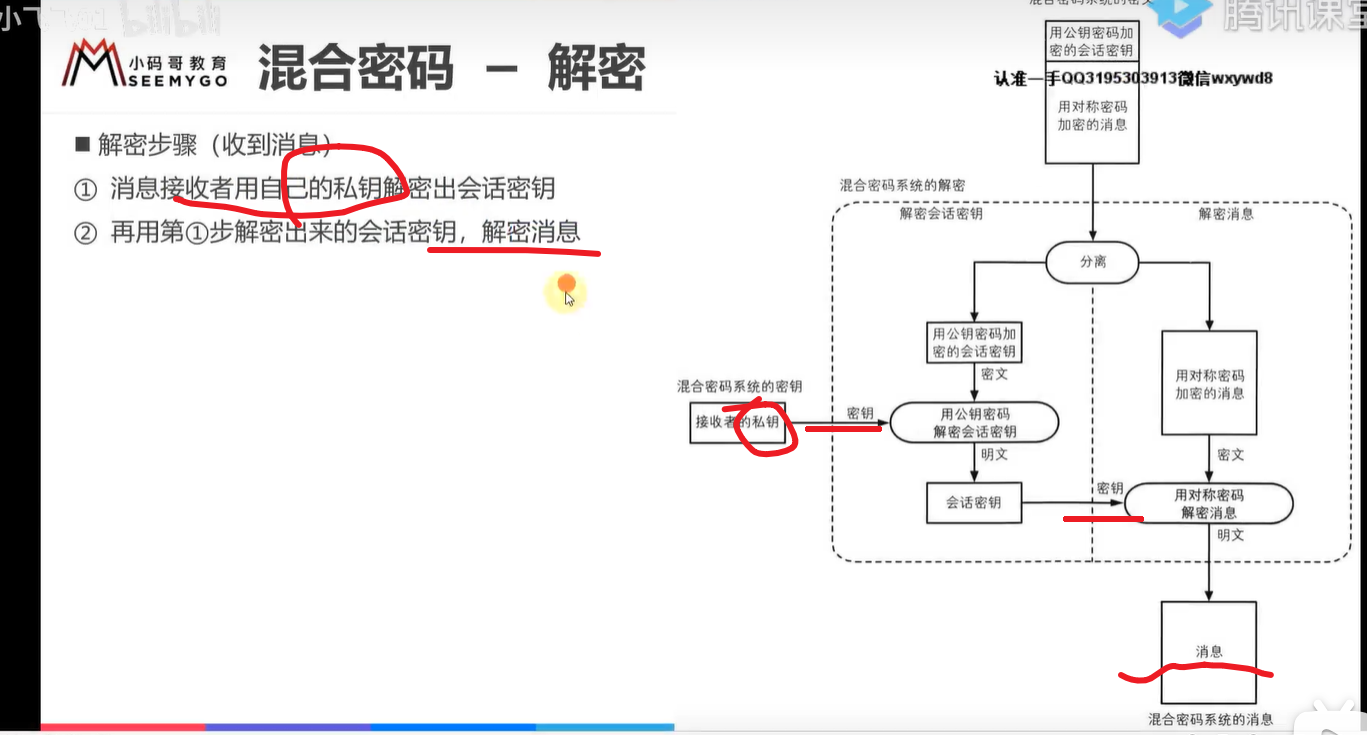 小码哥教育
SEEMYGO
混合密码 － 解密
■ 解密步骤（收到消息）
① 消息接收者用自己的私钥解密出会话密钥
② 再用第①步解密出来的会话密钥，解密消息
混合密码系统的密文
腾讯课堂
用公钥密码加
密的会话密钥
认准一手QQ3195303913微信wxywd8
用对称密码
加密的消息
混合密码系统的解密
解密会话密钥
解密消息
分离
用公钥密码加
密的会话密钥
用对称密码
加密的消息
密文
混合密码系统的密钥
接收者的私钥
密钥
用公钥密码
解密会话密钥
明文
密文
会话密钥
密钥
用对称密码
解密消息
明文
消息
混合密码系统的消息